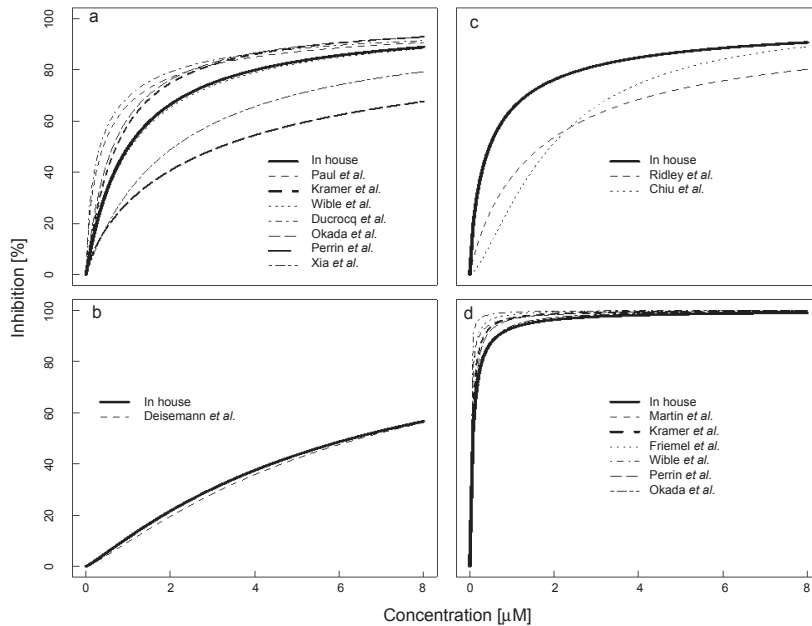 a
Inhibition [%]
0 20 40 60 80 100
In house
Paul et al.
Kramer et al.
Wible et al.
Ducrocq et al.
Okada et al.
Perrin et al.
Xia et al.
c
In house
Ridley et al.
Chiu et al.
b
0 20 40 60 80 100
In house
Deisemann et al.
0 2 4 6 8
d
In house
Martin et al.
Kramer et al.
Friemel et al.
Wible et al.
Perrin et al.
Okada et al.
0 2 4 6 8
Concentration [μM]